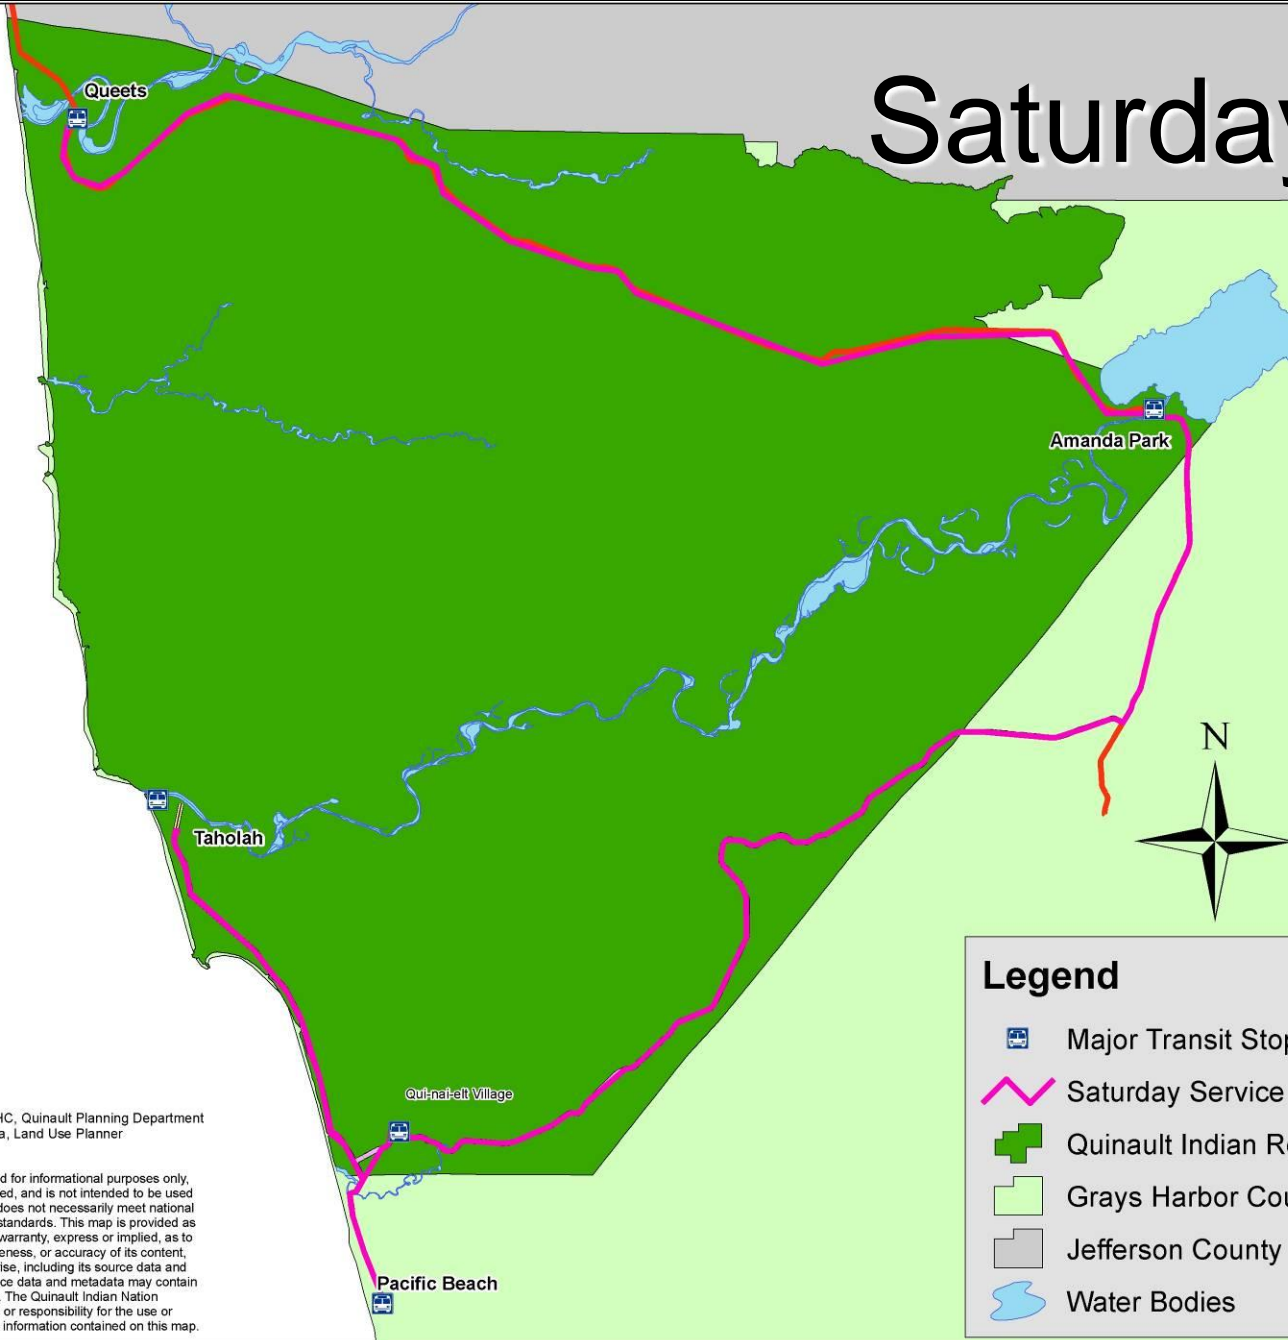 Saturday
Queets
Amanda Park
N
Taholah
Qui-nai-elt Village
Pacific Beach
Legend
Major Transit Stop
Saturday Service
Quinault Indian R
Grays Harbor Cou
Jefferson County
Water Bodies
HC, Quinault Planning Department
a, Land Use Planner
d for informational purposes only,
ed, and is not intended to be used
does not necessarily meet national
standards. This map is provided as
warranty, express or implied, as to
eness, or accuracy of its content,
ise, including its source data and
ce data and metadata may contain
. The Quinault Indian Nation
or responsibility for the use or
information contained on this map.